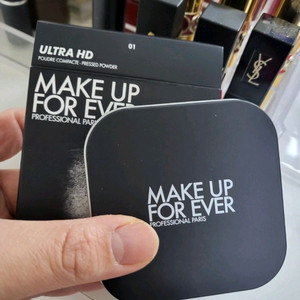 01
ULTRA HD
POUDRE COMPACTE - PRESSED POWDER
MAKE UP
FOR EVER
PROFESSIONAL PARIS
MAKE UP
FOR EVER
PROFESSIONAL PARIS
YSL